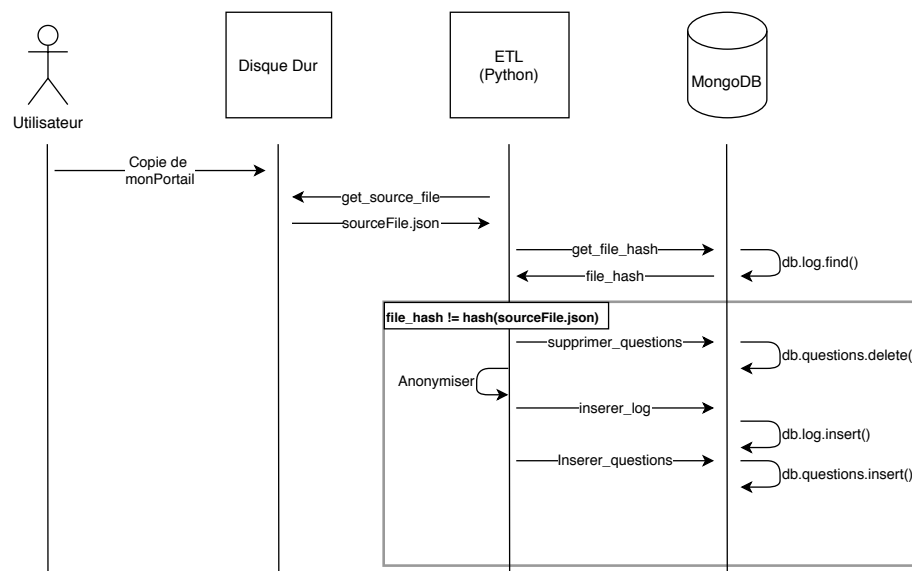 Disque Dur
ETL
(Python)
MongoDB
Utilisateur
Copie de
monPortail
get_source_file
sourceFile.json
get_file_hash
db.log.find()
file_hash
file_hash != hash(sourceFile.json)
supprimer_questions
db.questions.delete(
Anonymiser
inserer_log
db.log.insert()
Inserer_questions
db.questions.insert()